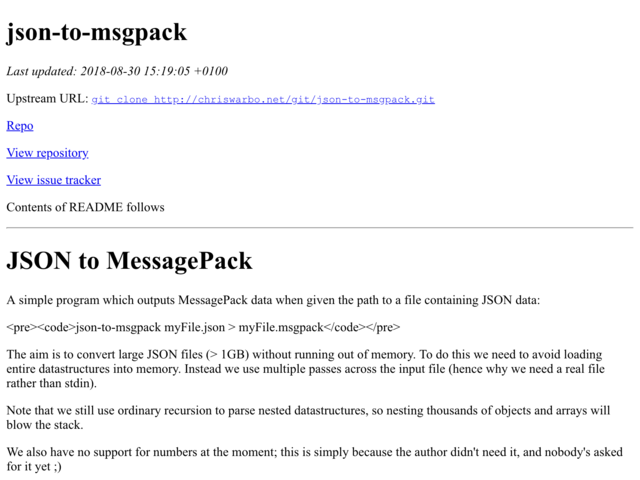 json-to-msgpack
Last updated: 2018-08-30 15:19:05 +0100
Upstream URL: git clone http://chriswarbo.net/git/json-to-msgpack.git
Repo
View repository
View issue tracker
Contents of README follows
JSON to MessagePack
A simple program which outputs MessagePack data when given the path to a file containing JSON data:
<pre><code>json-to-msgpack myFile.json > myFile.msgpack</code></pre>
The aim is to convert large JSON files (> 1GB) without running out of memory. To do this we need to avoid loading
entire datastructures into memory. Instead we use multiple passes across the input file (hence why we need a real file
rather than stdin).
Note that we still use ordinary recursion to parse nested datastructures, so nesting thousands of objects and arrays will
blow the stack.
We also have no support for numbers at the moment; this is simply because the author didn't need it, and nobody's asked
for it yet ;)